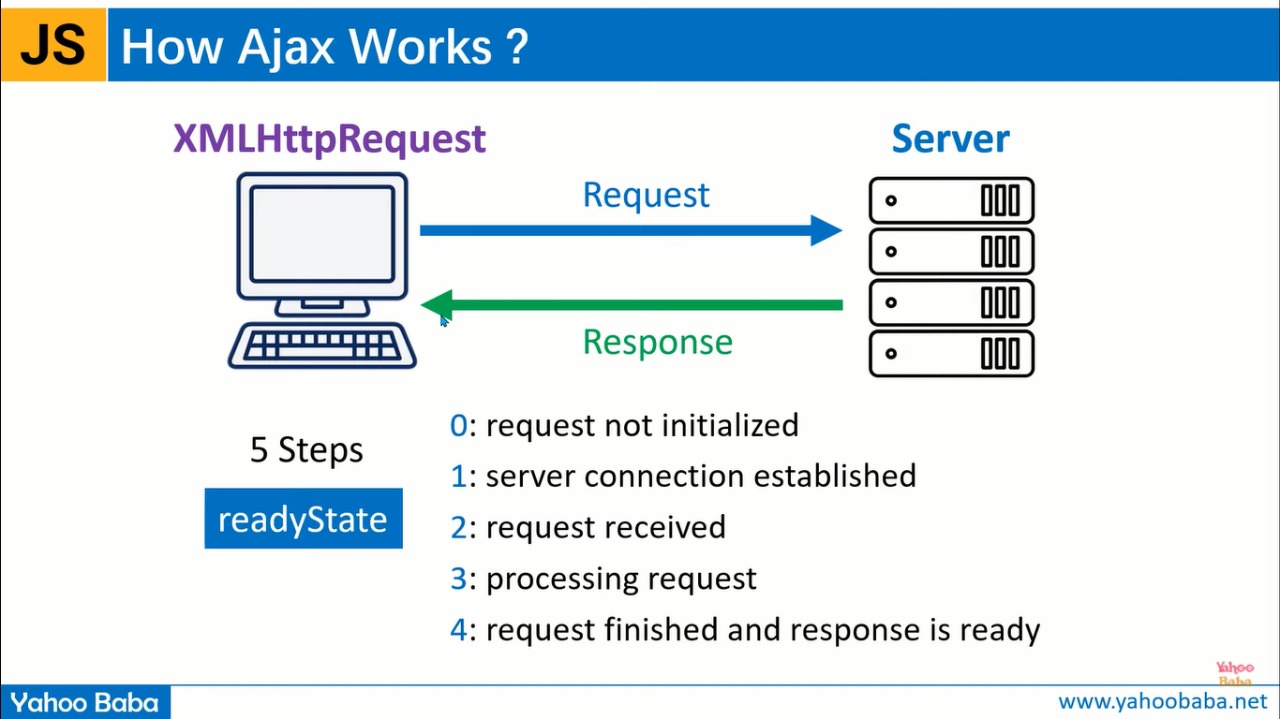 JS
How Ajax Works ?
XMLHttpRequest
Server
Request
Response
5 Steps
readyState
0: request not initialized
1: server connection established
2: request received
3: processing request
4: request finished and response is ready
Yahoo
Baba
Yahoo Baba
www.yahoobaba.net